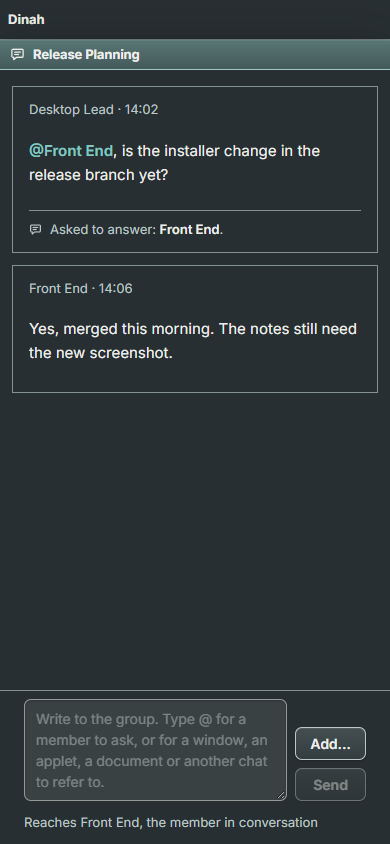 Dinah
Release Planning
Desktop Lead · 14:02
@Front End, is the installer change in the
release branch yet?
Asked to answer: Front End.
Front End · 14:06
Yes, merged this morning. The notes still need
the new screenshot.
Write to the group. Type @ for a
member to ask, or for a window, an
applet, a document or another chat
to refer to.
Add...
Send
Reaches Front End, the member in conversation